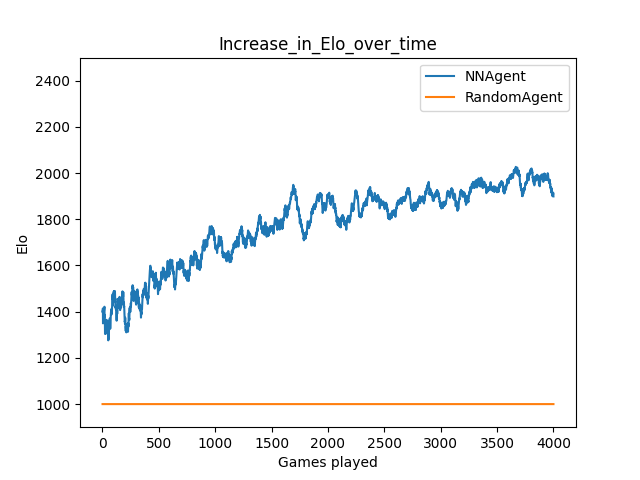 Increase_in_Elo_over_time
NNAgent
RandomAgent
2400
2200
2000
1800
1600
1400
1200
1000
Elo
0 500 1000 1500 2000 2500 3000 3500 4000
Games played